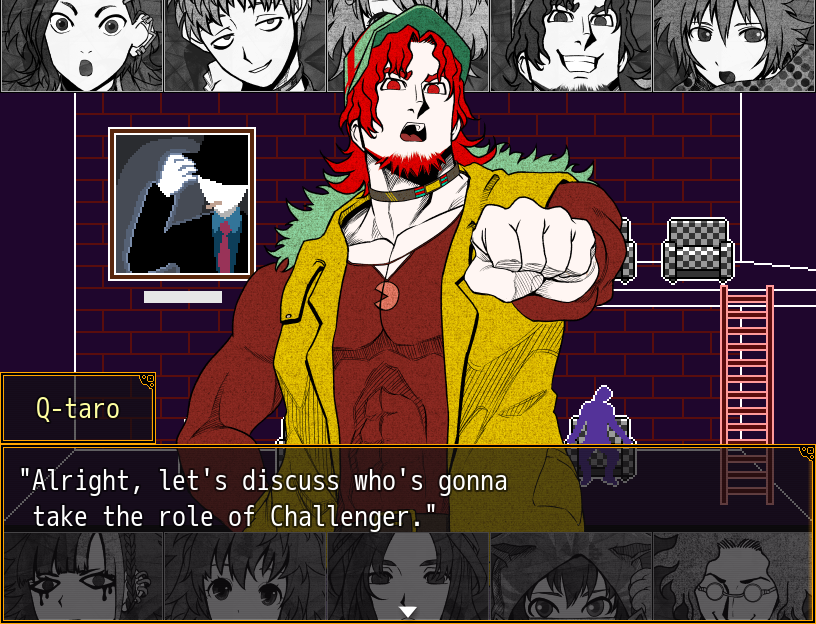 Q-taro
"Alright, let's discuss who's gonna
take the role of Challenger."